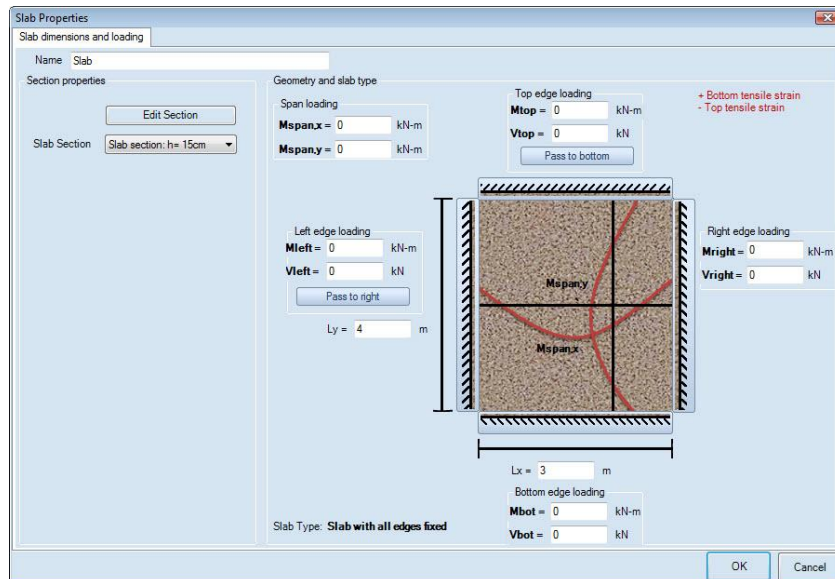 Slab Properties
Slab dimensions and loading
Name Slab
Section properties
Edit Section
Slab Section Slab section: h= 15cm
Geometry and slab type
Span loading
Mspan,x = 0 kN-m
Mspan,y = 0 kN-m
Top edge loading
Mtop = 0 kN-m
Vtop = 0 kN
Pass to bottom
+ Bottom tensile strain
- Top tensile strain
Left edge loading
Mleft = 0 kN-m
Vleft = 0 kN
Pass to right
Ly = 4 m
Mspan,y
Mspan,x
Right edge loading
Mright = 0 kN-m
Vright = 0 kN
Lx = 3 m
Bottom edge loading
Mbot = 0 kN-m
Vbot = 0 kN
Slab Type: Slab with all edges fixed
OK Cancel